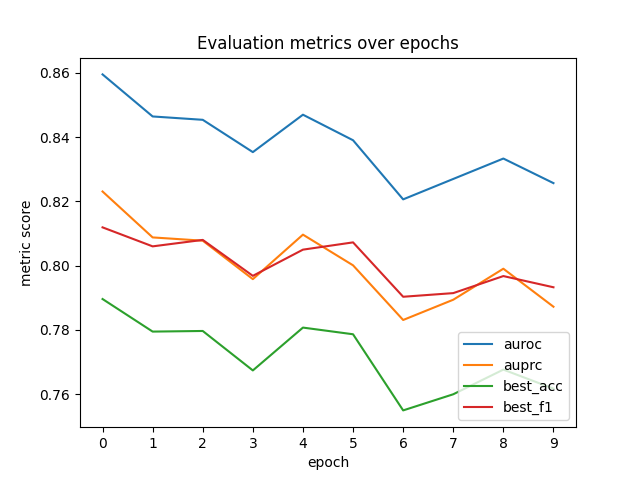 Evaluation metrics over epochs
metric score
0.86
0.84
0.82
0.80
0.78
0.76
auroc
auprc
best_acc
best_f1
0 1 2 3 4 5 6 7 8 9
epoch